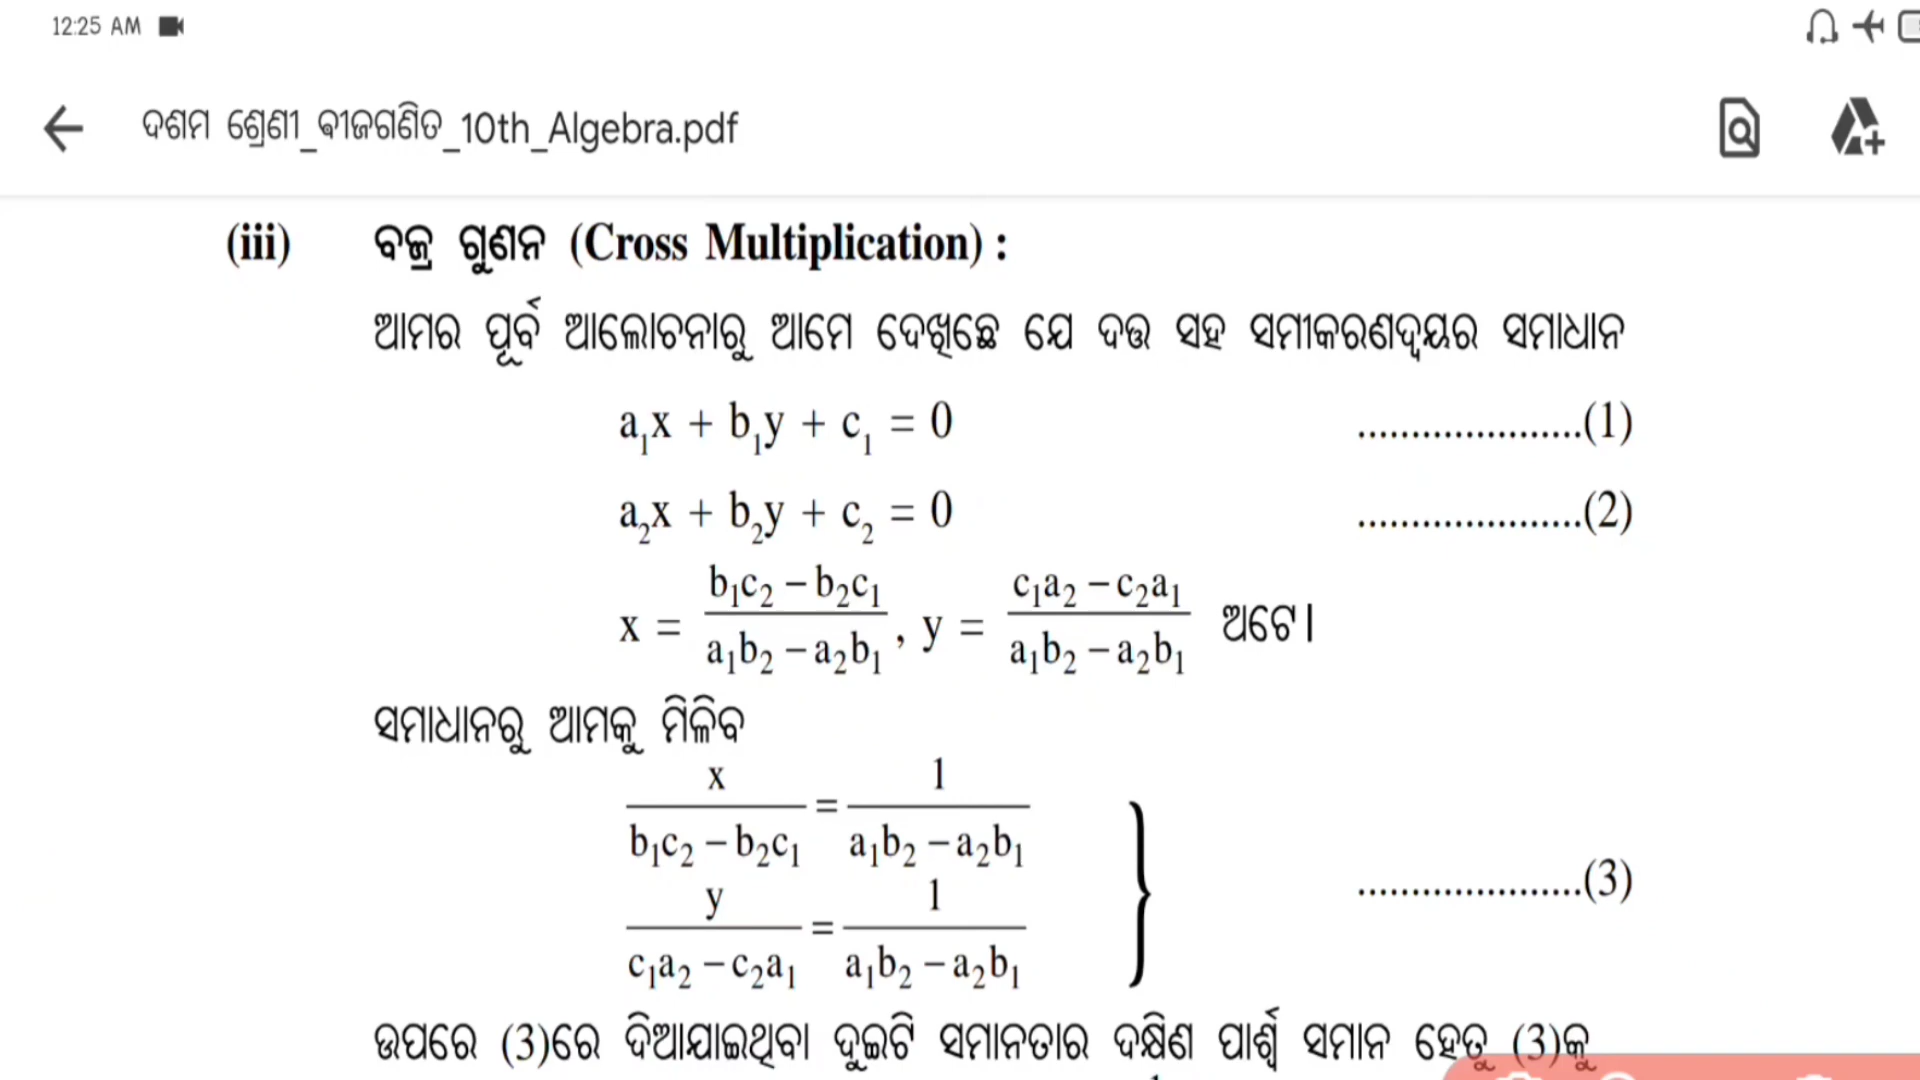 12:25 AM
ଦଶମ ଶ୍ରେଣୀ_ବୀଜଗଣିତ_10th_Algebra.pdf
(iii) ବଜ୍ର ଗୁଣନ (Cross Multiplication) :
ଆମର ପୂର୍ବ ଆଲୋଚନାରୁ ଆମେ ଦେଖିଛେ ଯେ ଦତ୍ତ ସହ ସମୀକରଣଦ୍ୱୟର ସମାଧାନ
a₁x + b₁y + c₁ = 0 .....................(1)
a₂x + b₂y + c₂ = 0 .....................(2)
x = (b₁c₂ – b₂c₁)/(a₁b₂ – a₂b₁) , y = (c₁a₂ – c₂a₁)/(a₁b₂ – a₂b₁) ଅଟେ।
ସମାଧାନରୁ ଆମକୁ ମିଳିବ
x/(b₁c₂ – b₂c₁) = 1/(a₁b₂ – a₂b₁)
y/(c₁a₂ – c₂a₁) = 1/(a₁b₂ – a₂b₁) } .....................(3)
ଉପରେ (3)ରେ ଦିଆଯାଇଥିବା ଦୁଇଟି ସମାନତାର ଦକ୍ଷିଣ ପାର୍ଶ୍ୱ ସମାନ ହେତୁ (3)କୁ